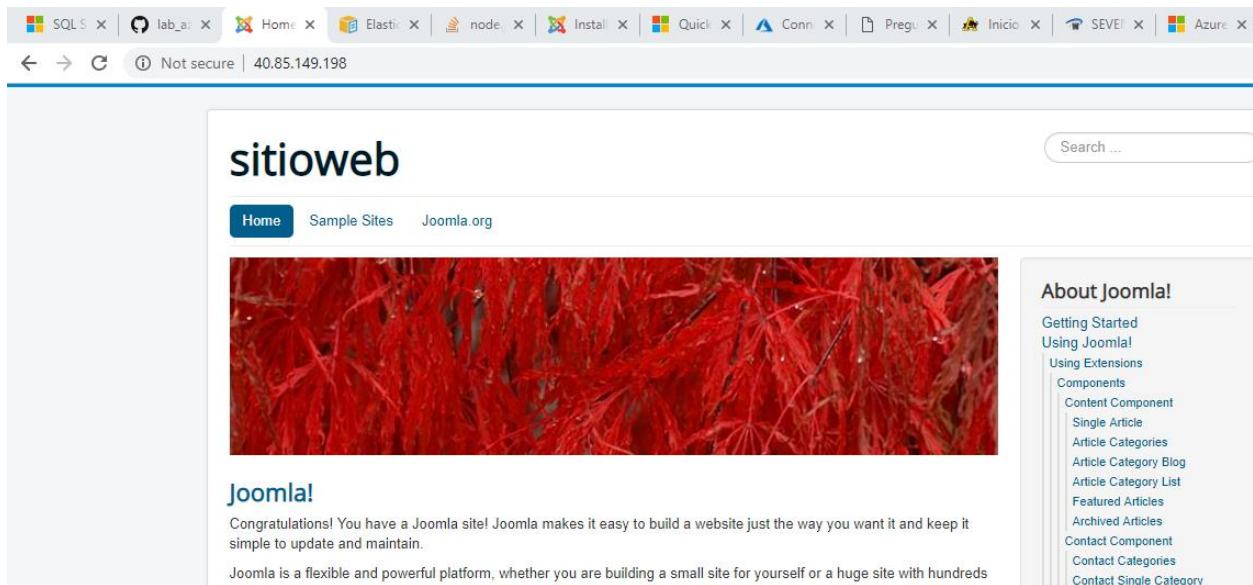 SQL S
lab_a
Home
Elastic
node.
Install
Quick
Conn
Pregu
Inicio
SEVE
Azure
Not secure | 40.85.149.198
sitioweb
Search ...
Home Sample Sites Joomla.org
About Joomla!
Getting Started
Using Joomla!
Using Extensions
Components
Content Component
Single Article
Article Categories
Article Category Blog
Article Category List
Featured Articles
Archived Articles
Contact Component
Contact Categories
Contact Single Category
Joomla!
Congratulations! You have a Joomla site! Joomla makes it easy to build a website just the way you want it and keep it
simple to update and maintain.
Joomla is a flexible and powerful platform, whether you are building a small site for yourself or a huge site with hundreds